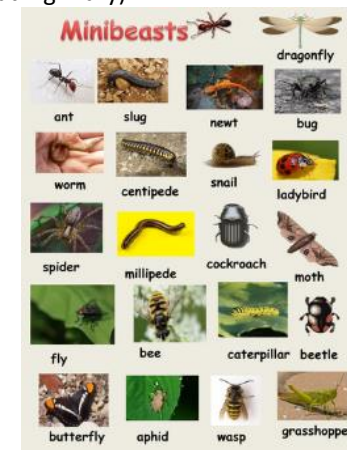 Minibeasts
dragonfly
ant slug newt bug
worm centipede snail ladybird
spider millipede cockroach moth
fly bee caterpillar beetle
butterfly aphid wasp grasshoppe